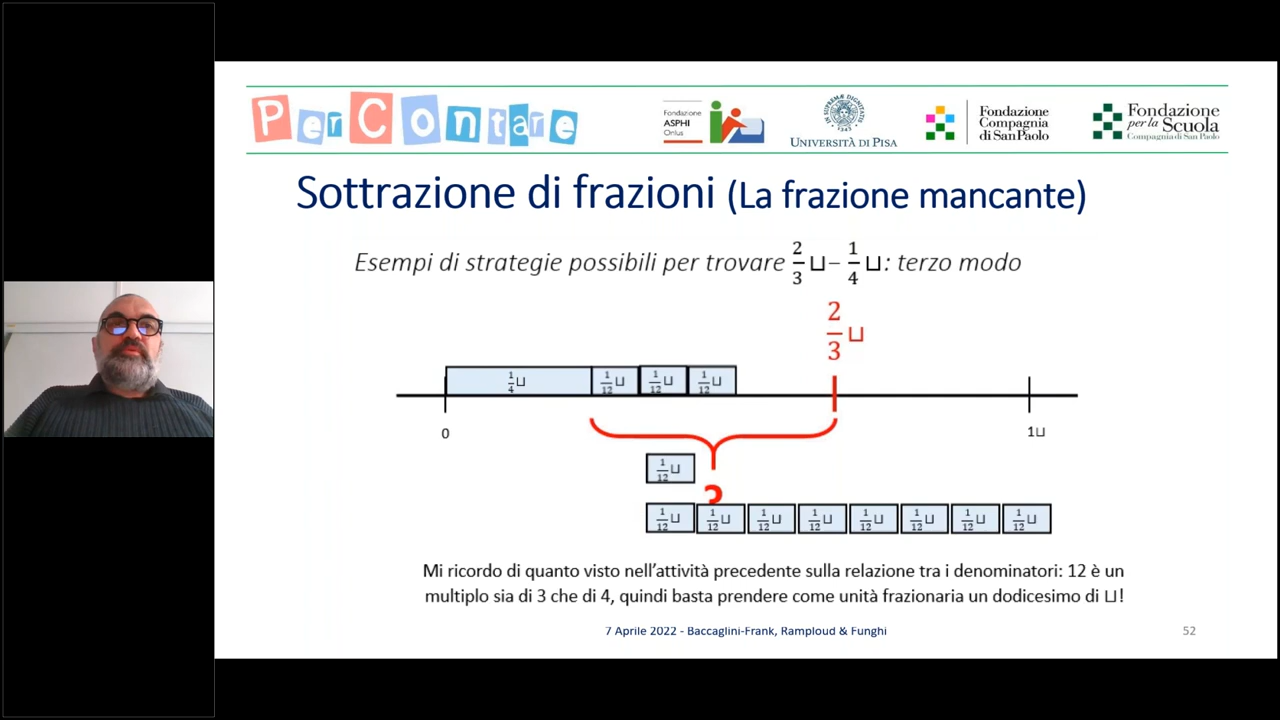 PerContare
Fondazione
ASPHI
Onlus
UNIVERSITÀ DI PISA
Fondazione
Compagnia
di SanPaolo
Fondazione
per la Scuola
Compagnia di San Paolo
Sottrazione di frazioni (La frazione mancante)
Esempi di strategie possibili per trovare 2/3 ⊔ – 1/4 ⊔: terzo modo
2/3 ⊔
1/4 ⊔ 1/12 ⊔ 1/12 ⊔ 1/12 ⊔
0 1⊔
1/12 ⊔
?
1/12 ⊔ 1/12 ⊔ 1/12 ⊔ 1/12 ⊔ 1/12 ⊔ 1/12 ⊔ 1/12 ⊔ 1/12 ⊔
Mi ricordo di quanto visto nell'attività precedente sulla relazione tra i denominatori: 12 è un
multiplo sia di 3 che di 4, quindi basta prendere come unità frazionaria un dodicesimo di ⊔!
7 Aprile 2022 - Baccaglini-Frank, Ramploud & Funghi 52